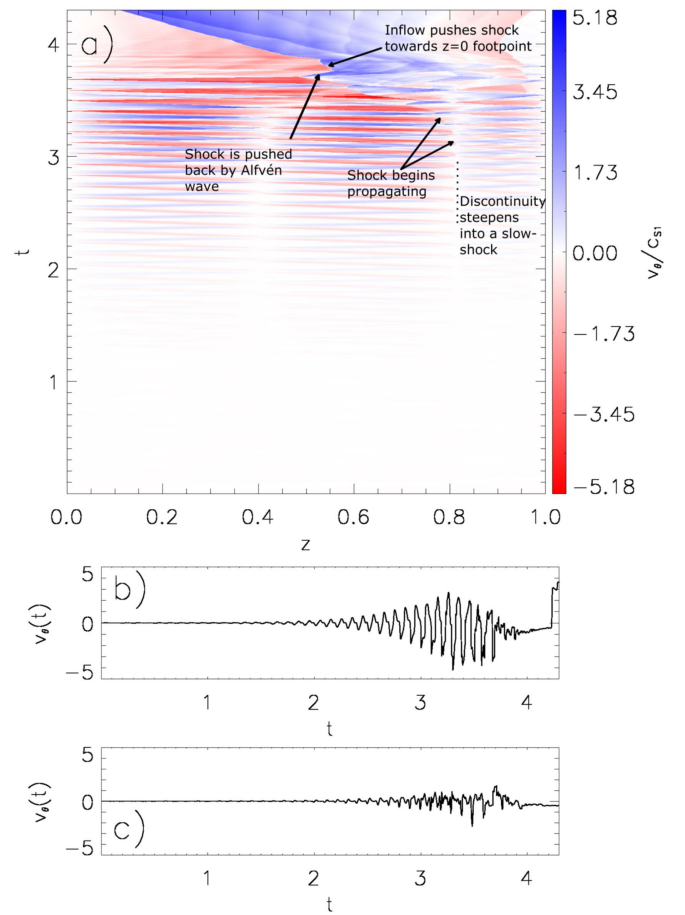 a)
Inflow pushes shock
towards z=0 footpoint
Shock is pushed
back by Alfvén
wave
Shock begins
propagating
Discontinuity
steepens
into a slow-
shock
4
3
2
1
t
0.0 0.2 0.4 0.6 0.8 1.0
z
5.18
3.45
1.73
0.00
−1.73
−3.45
−5.18
vθ/cS1
b)
5
0
−5
vθ(t)
1 2 3 4
t
c)
5
0
−5
vθ(t)
1 2 3 4
t